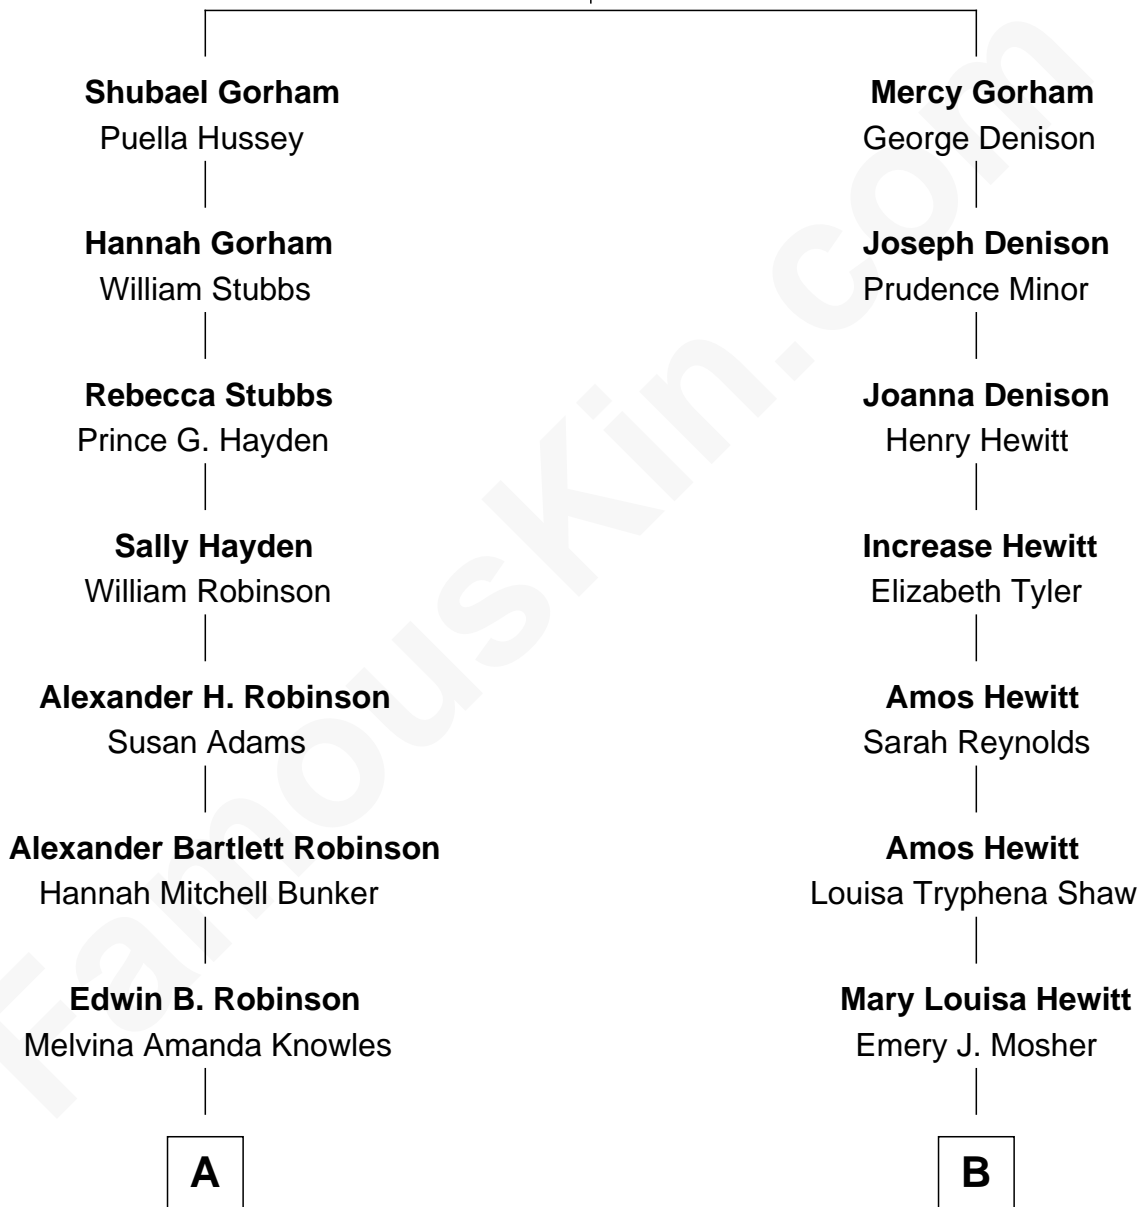 Shubael Gorham
Puella Hussey
Hannah Gorham
William Stubbs
Rebecca Stubbs
Prince G. Hayden
Sally Hayden
William Robinson
Alexander H. Robinson
Susan Adams
Alexander Bartlett Robinson
Hannah Mitchell Bunker
Edwin B. Robinson
Melvina Amanda Knowles
A
Mercy Gorham
George Denison
Joseph Denison
Prudence Minor
Joanna Denison
Henry Hewitt
Increase Hewitt
Elizabeth Tyler
Amos Hewitt
Sarah Reynolds
Amos Hewitt
Louisa Tryphena Shaw
Mary Louisa Hewitt
Emery J. Mosher
B
FamousKin.com